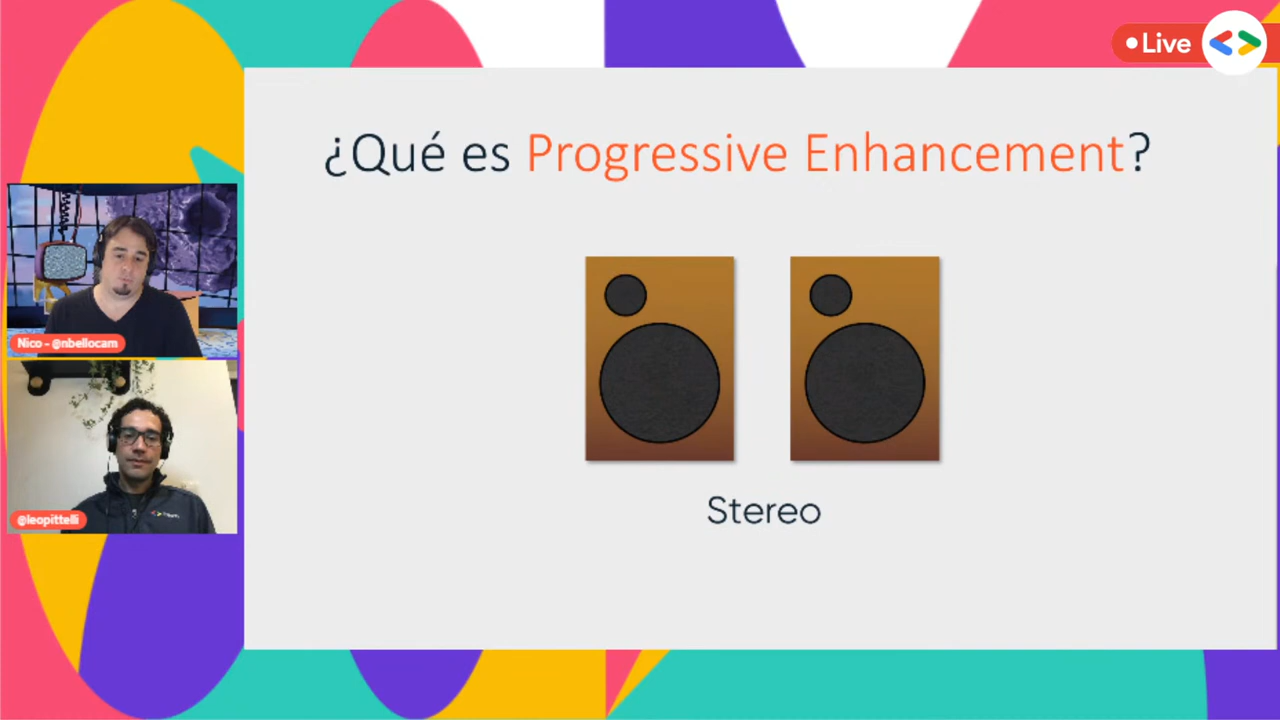 Live
¿Qué es Progressive Enhancement?
Nico - @nbellocam
@leopittelli
Stereo